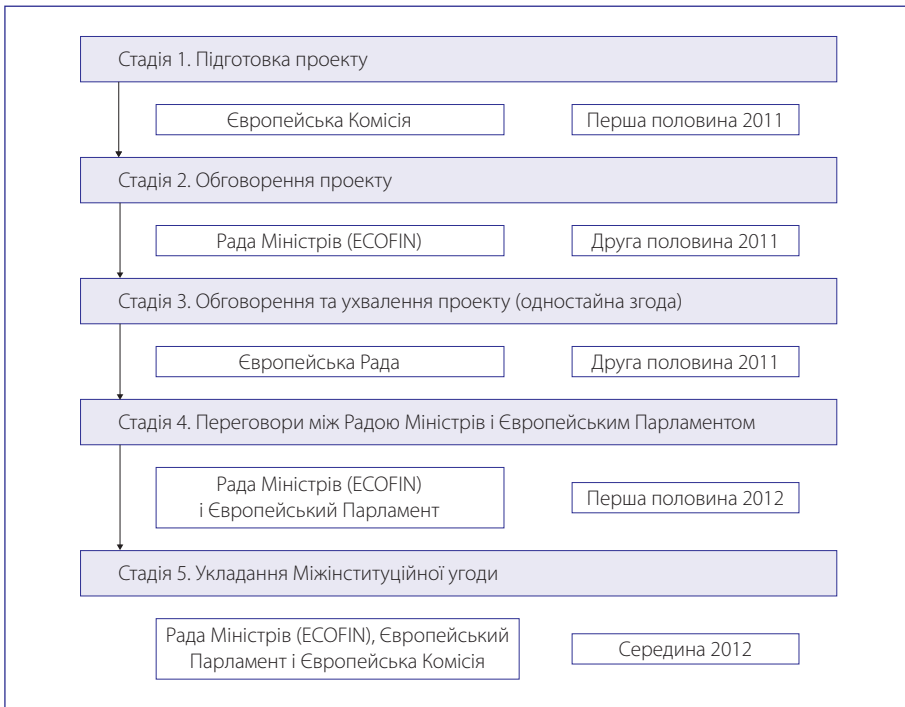 Стадія 1. Підготовка проекту
Європейська Комісія
Перша половина 2011
Стадія 2. Обговорення проекту
Рада Міністрів (ECOFIN)
Друга половина 2011
Стадія 3. Обговорення та ухвалення проекту (одностайна згода)
Європейська Рада
Друга половина 2011
Стадія 4. Переговори між Радою Міністрів і Європейським Парламентом
Рада Міністрів (ECOFIN)
і Європейський Парламент
Перша половина 2012
Стадія 5. Укладання Міжінституційної угоди
Рада Міністрів (ECOFIN), Європейський
Парламент і Європейська Комісія
Середина 2012